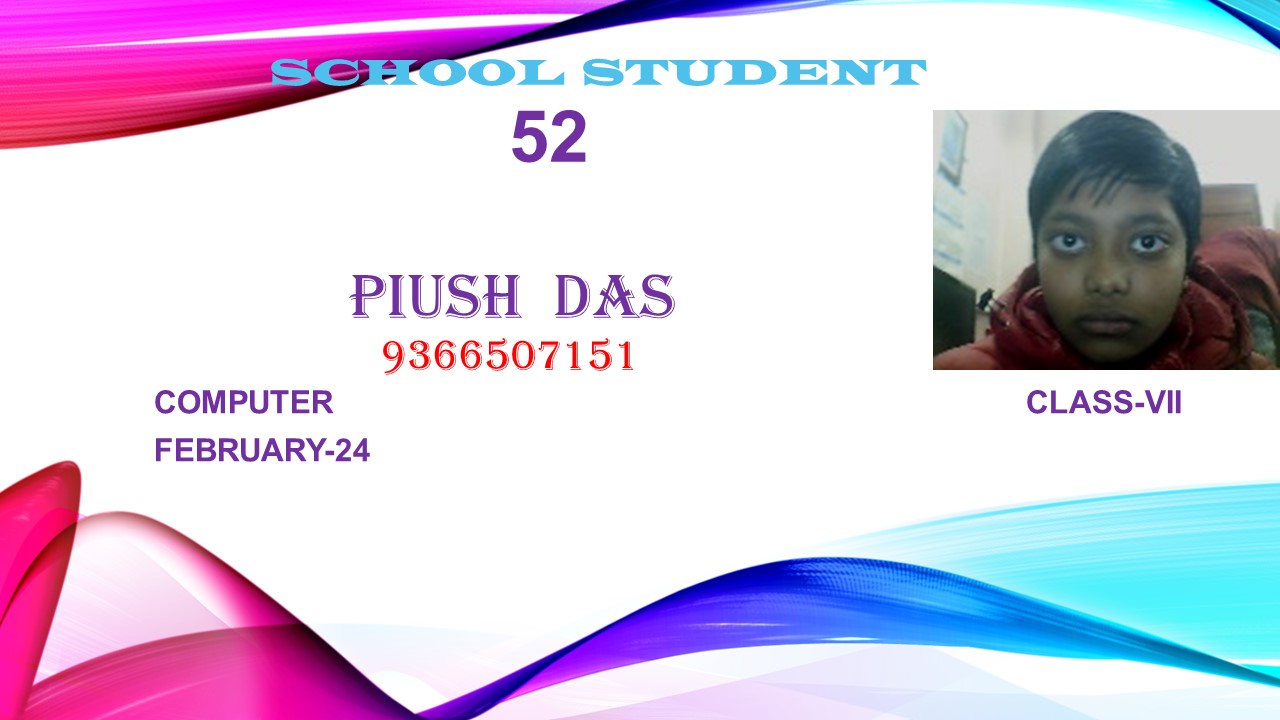 SCHOOL STUDENT
52
PIUSH DAS
9366507151
COMPUTER CLASS-VII
FEBRUARY-24